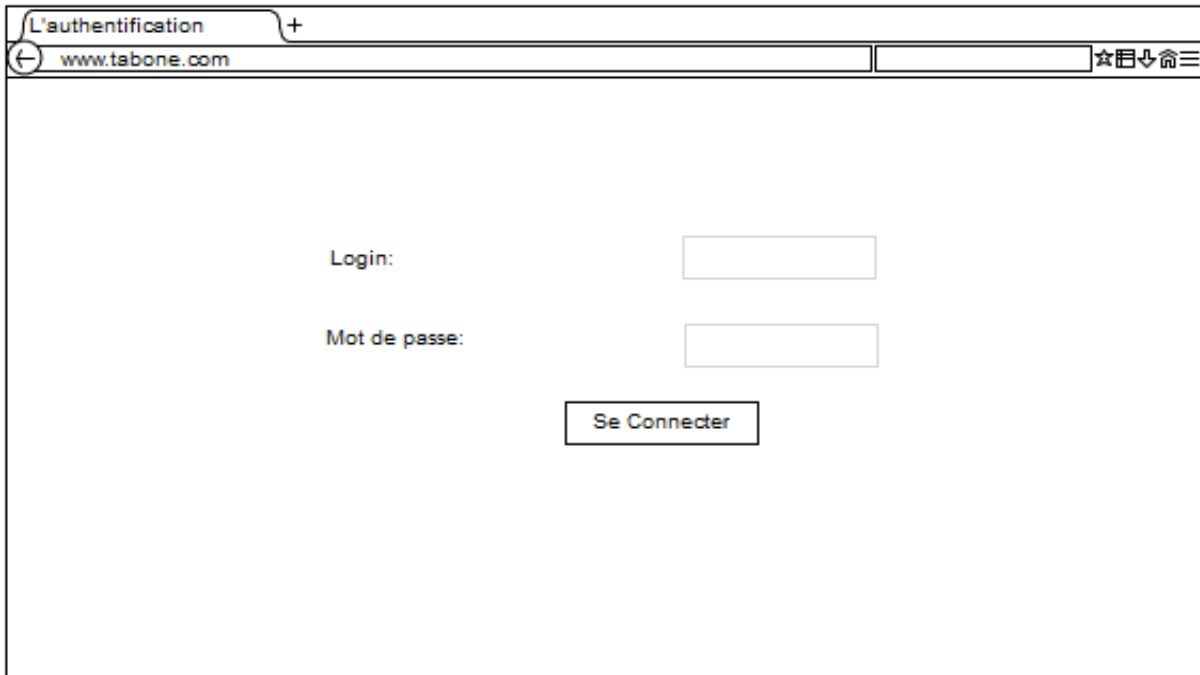 L'authentification +
www.tabone.com
Login:
Mot de passe:
Se Connecter